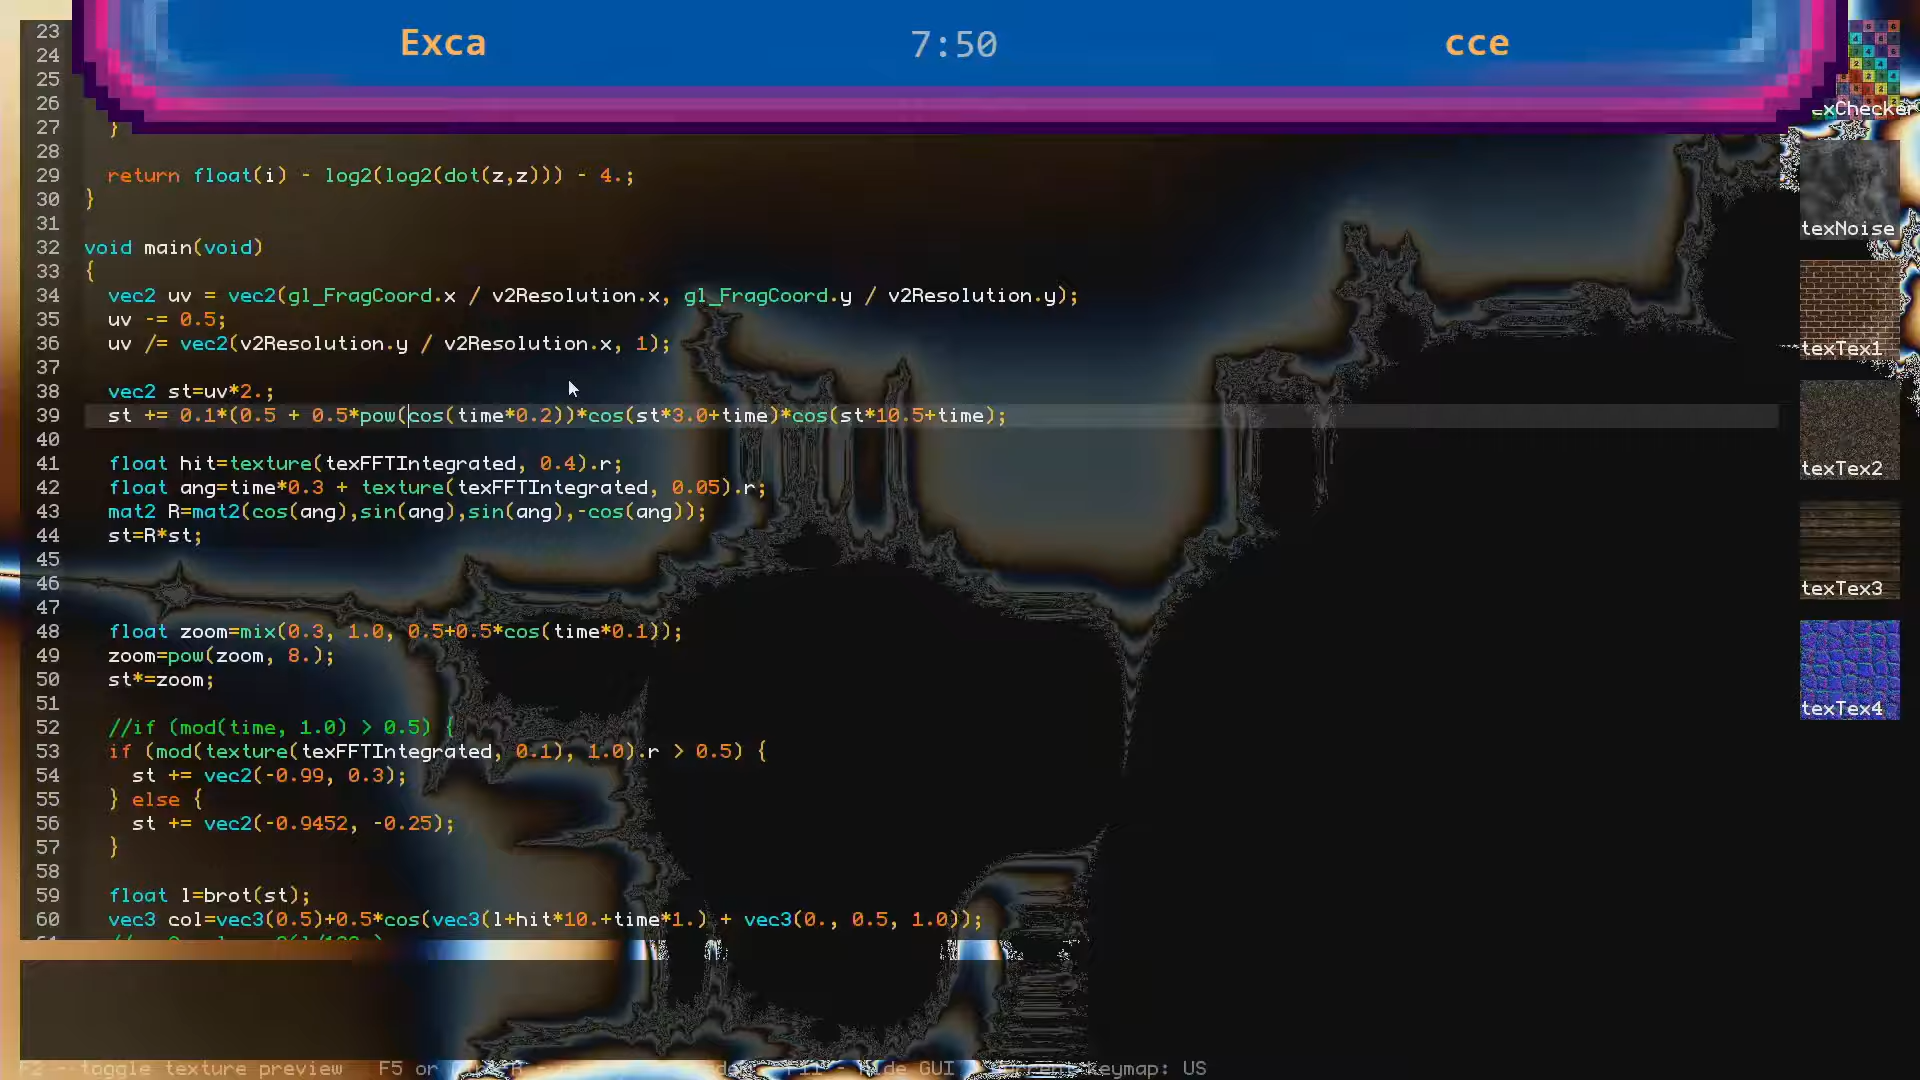 Exca 7:50 cce
23
24
25
26
27 }
28
29 return float(i) - log2(log2(dot(z,z))) - 4.;
30 }
31
32 void main(void)
33 {
34 vec2 uv = vec2(gl_FragCoord.x / v2Resolution.x, gl_FragCoord.y / v2Resolution.y);
35 uv -= 0.5;
36 uv /= vec2(v2Resolution.y / v2Resolution.x, 1);
37
38 vec2 st=uv*2.;
39 st += 0.1*(0.5 + 0.5*pow(cos(time*0.2))*cos(st*3.0+time)*cos(st*10.5+time);
40
41 float hit=texture(texFFTIntegrated, 0.4).r;
42 float ang=time*0.3 + texture(texFFTIntegrated, 0.05).r;
43 mat2 R=mat2(cos(ang),sin(ang),sin(ang),-cos(ang));
44 st=R*st;
45
46
47
48 float zoom=mix(0.3, 1.0, 0.5+0.5*cos(time*0.1));
49 zoom=pow(zoom, 8.);
50 st*=zoom;
51
52 //if (mod(time, 1.0) > 0.5) {
53 if (mod(texture(texFFTIntegrated, 0.1), 1.0).r > 0.5) {
54 st += vec2(-0.99, 0.3);
55 } else {
56 st += vec2(-0.9452, -0.25);
57 }
58
59 float l=brot(st);
60 vec3 col=vec3(0.5)+0.5*cos(vec3(l+hit*10.+time*1.) + vec3(0., 0.5, 1.0));
texNoise
texTex1
texTex2
texTex3
texTex4
F2 - toggle texture preview F5 or - hide GUI Keymap: US